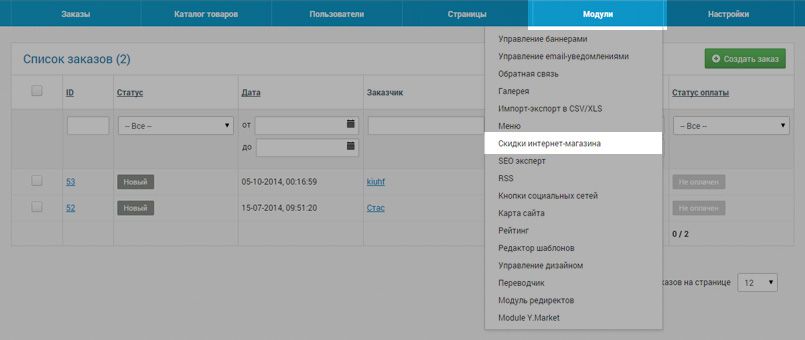 Заказы Каталог товаров Пользователи Страницы Модули Настройки
Список заказов (2) Создать заказ
ID Статус Дата Заказчик Статус оплаты
-- Все -- от -- Все --
до
53 Новый 05-10-2014, 00:16:59 kiuhf Не оплачен
52 Новый 15-07-2014, 09:51:20 Стас Не оплачен
0 / 2
казов на странице 12
Управление баннерами
Управление email-уведомлениями
Обратная связь
Галерея
Импорт-экспорт в CSV/XLS
Меню
Скидки интернет-магазина
SEO эксперт
RSS
Кнопки социальных сетей
Карта сайта
Рейтинг
Редактор шаблонов
Управление дизайном
Переводчик
Модуль редиректов
Module Y.Market